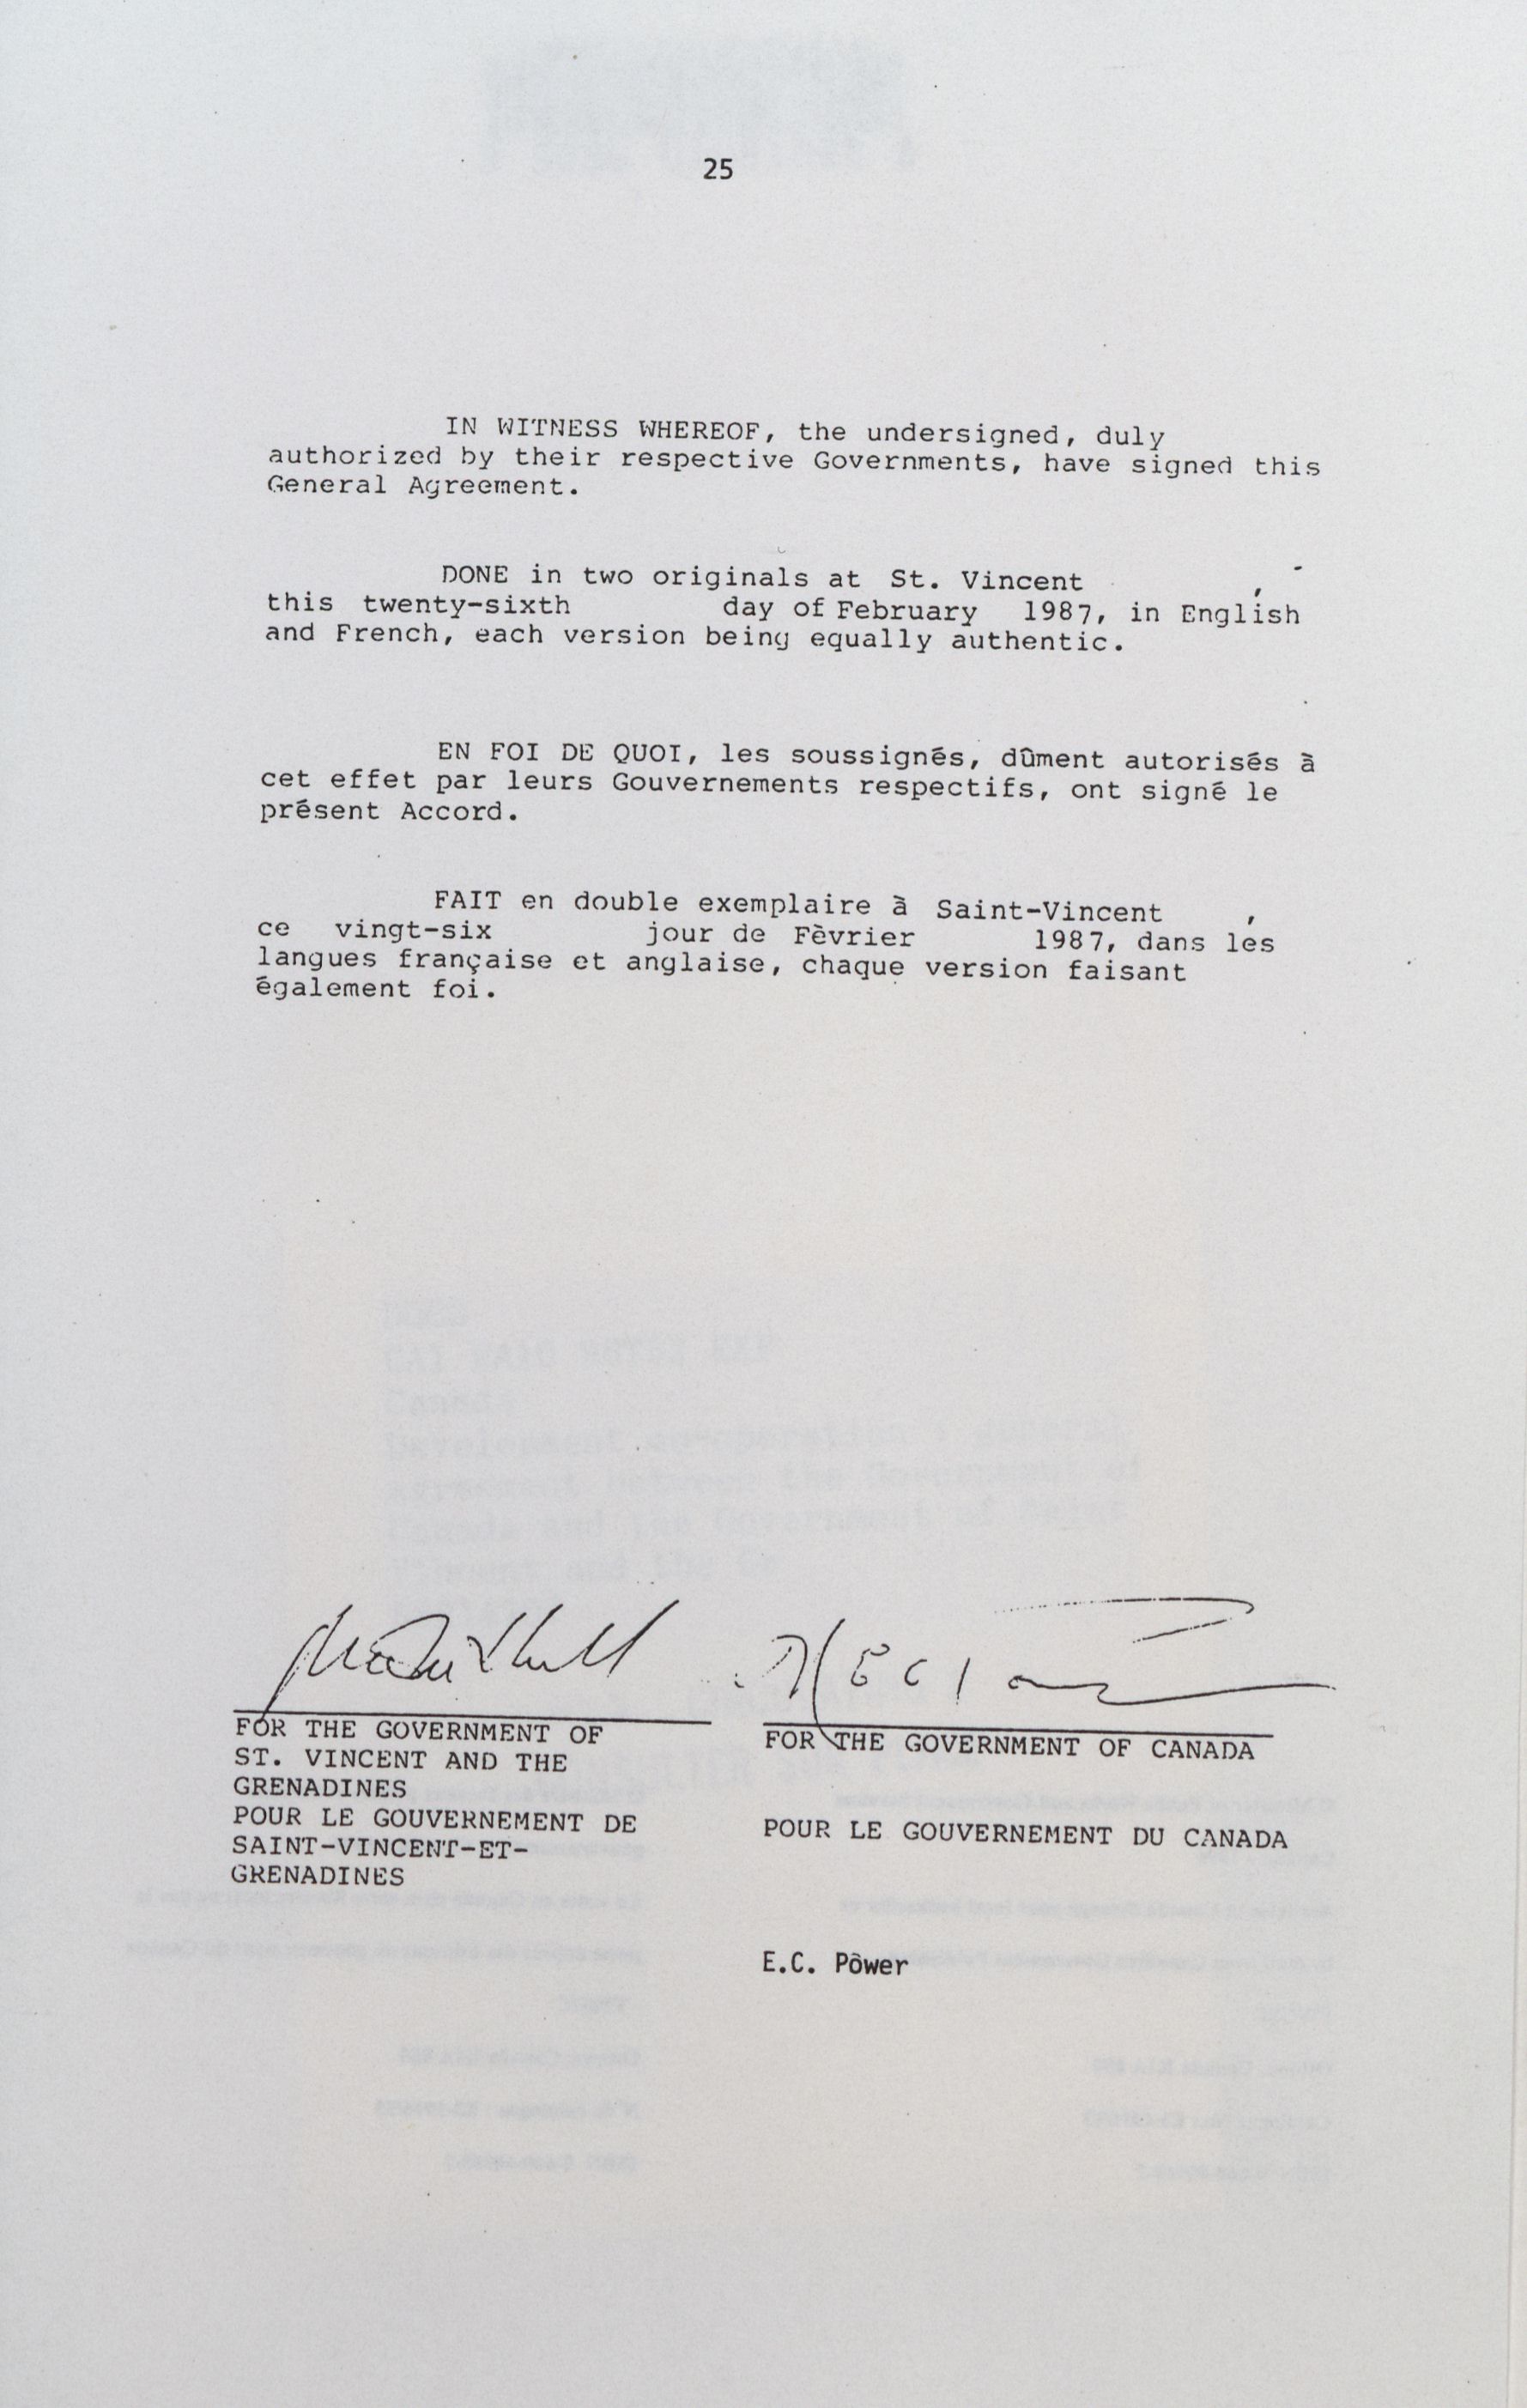 25
IN WITNESS WHEREOF, the undersigned, duly
authorized by their respective Governments, have signed this
General Agreement.
DONE in two originals at St. Vincent ,
this twenty-sixth day of February 1987, in English
and French, each version being equally authentic.
EN FOI DE QUOI, les soussignés, dûment autorisés à
cet effet par leurs Gouvernements respectifs, ont signé le
présent Accord.
FAIT en double exemplaire à Saint-Vincent ,
ce vingt-six jour de Fèvrier 1987, dans les
langues française et anglaise, chaque version faisant
également foi.
FOR THE GOVERNMENT OF
ST. VINCENT AND THE
GRENADINES
POUR LE GOUVERNEMENT DE
SAINT-VINCENT-ET-
GRENADINES
FOR THE GOVERNMENT OF CANADA
POUR LE GOUVERNEMENT DU CANADA
E.C. Pòwer